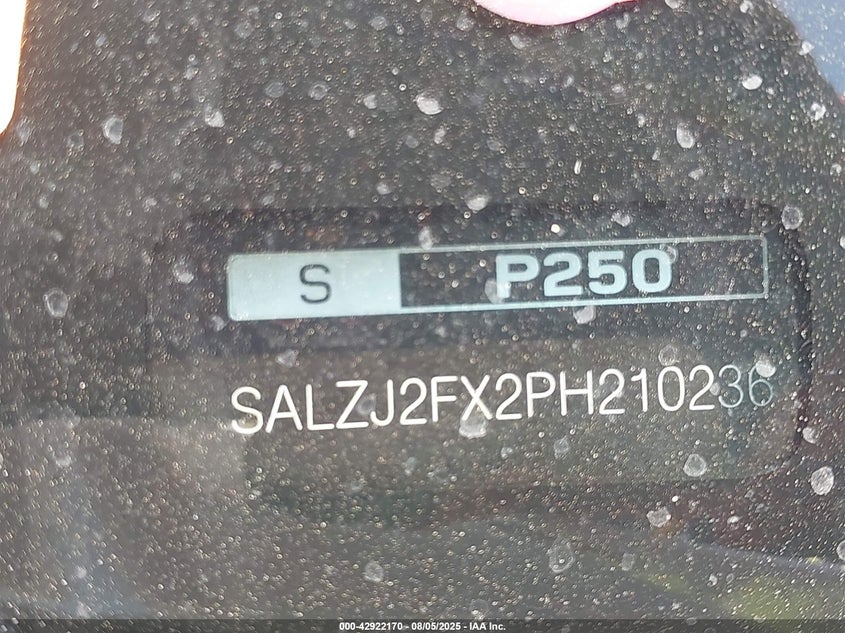 S P250
SALZJ2FX2PH210236
000-42922170 - 08/05/2025 - IAA Inc.